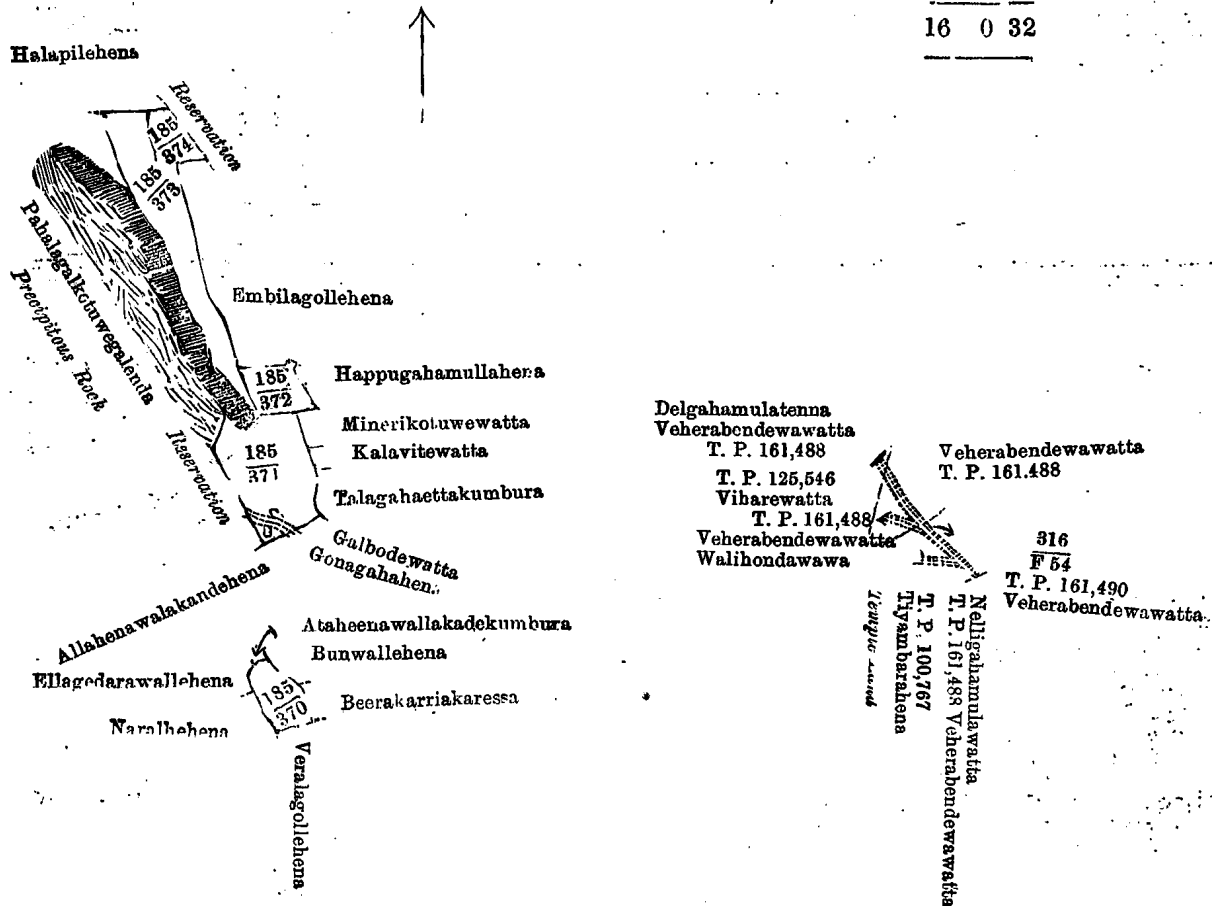 16 0 32
Halapilehena
Reservation
185
374
185
373
Pahalagalkotuwegalenda
Precipitous Rock
Embilagollehena
185
372
Happugahamullahena
Minerikotuwewatta
Kalavitewatta
185
371
Reservation
Talagahaettakumbura
Galbodewatta
Gonagahahena
Allahenawalakandehena
Ataheenawallakadekumbura
Bunwallehena
Ellagedarawallehena
185
370
Beerakarriakaressa
Naralhehena
Veralagollehena
Delgahamulatenna
Veherabendewawatta
T. P. 161,488
T. P. 125,546
Viharewatta
T. P. 161,488
Veherabendewawatta
Walihondawawa
Veherabendewawatta
T. P. 161.488
316
F 54
T. P. 161,490
Veherabendewawatta
Nelligahamulawatta
T. P. 161,488 Veherabendewawatta
T. P. 100,767
Tiyambarahena
Temple Land